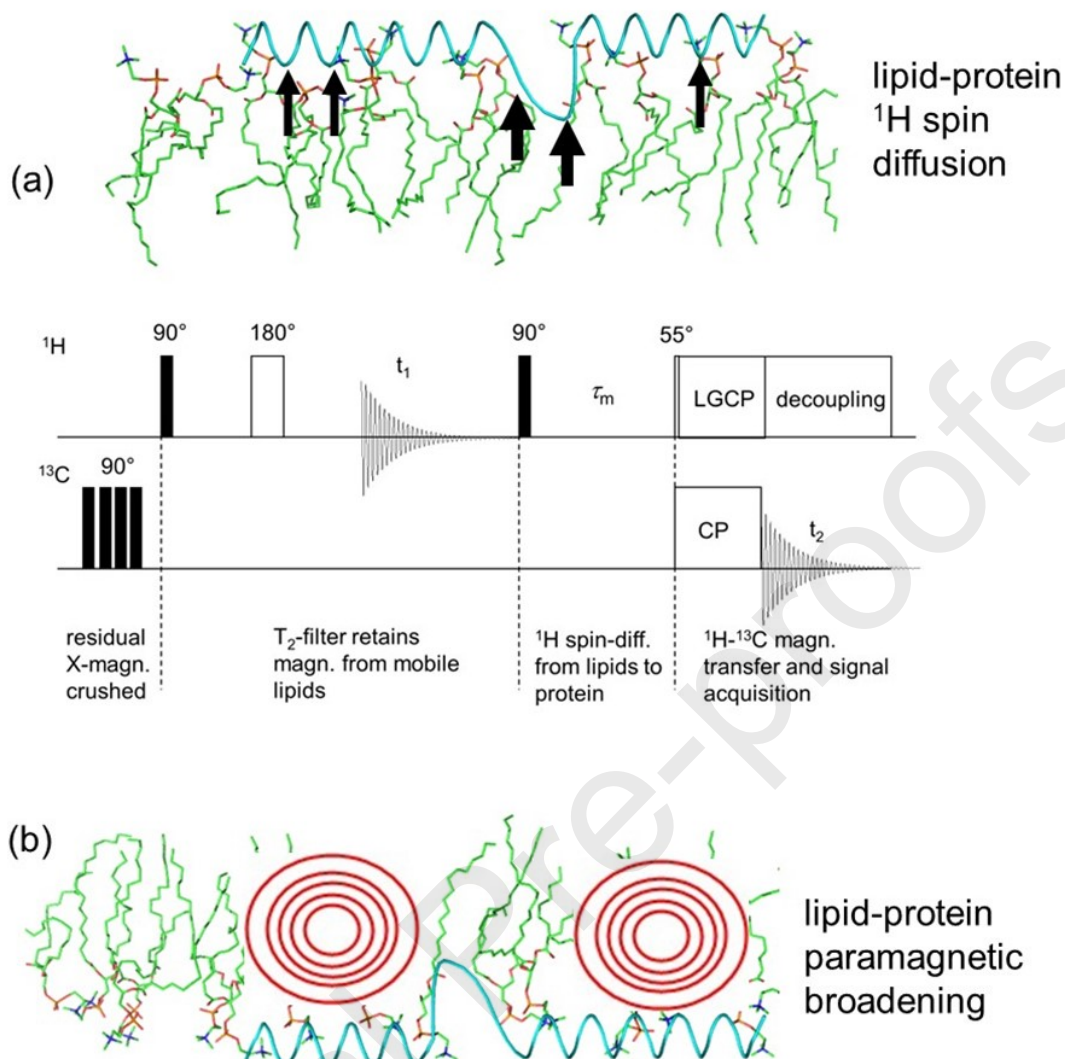 lipid-protein
¹H spin
diffusion
(a)
90° 180° 90° 55°
¹H
t₁
τₘ
LGCP decoupling
¹³C
90°
CP
t₂
residual
X-magn.
crushed
T₂-filter retains
magn. from mobile
lipids
¹H spin-diff.
from lipids to
protein
¹H-¹³C magn.
transfer and signal
acquisition
(b)
lipid-protein
paramagnetic
broadening
Pre-proofs